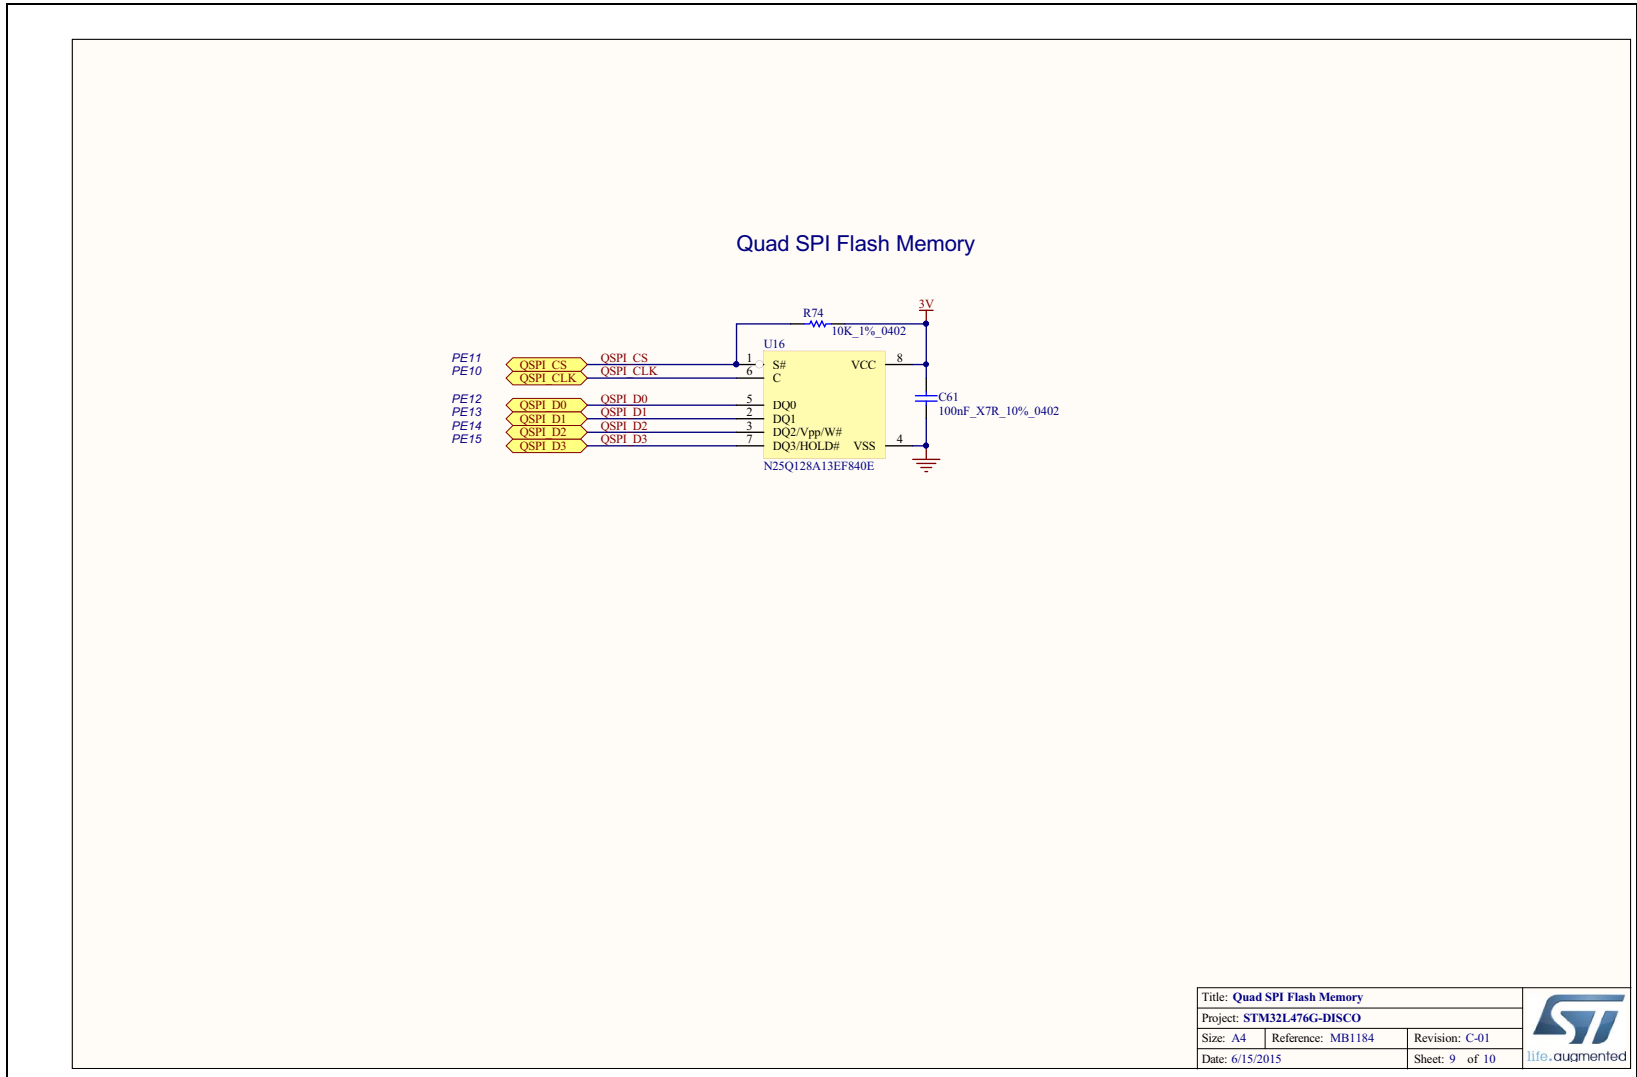 Quad SPI Flash Memory
3V
R74
10K_1%_0402
U16
PE11 QSPI_CS QSPI_CS 1 S# VCC 8
PE10 QSPI_CLK QSPI_CLK 6 C
C61
100nF_X7R_10%_0402
PE12 QSPI_D0 QSPI_D0 5 DQ0
PE13 QSPI_D1 QSPI_D1 2 DQ1
PE14 QSPI_D2 QSPI_D2 3 DQ2/Vpp/W#
PE15 QSPI_D3 QSPI_D3 7 DQ3/HOLD# VSS 4
N25Q128A13EF840E
Title: Quad SPI Flash Memory
Project: STM32L476G-DISCO
Size: A4 Reference: MB1184 Revision: C-01
Date: 6/15/2015 Sheet: 9 of 10
ST
life.augmented